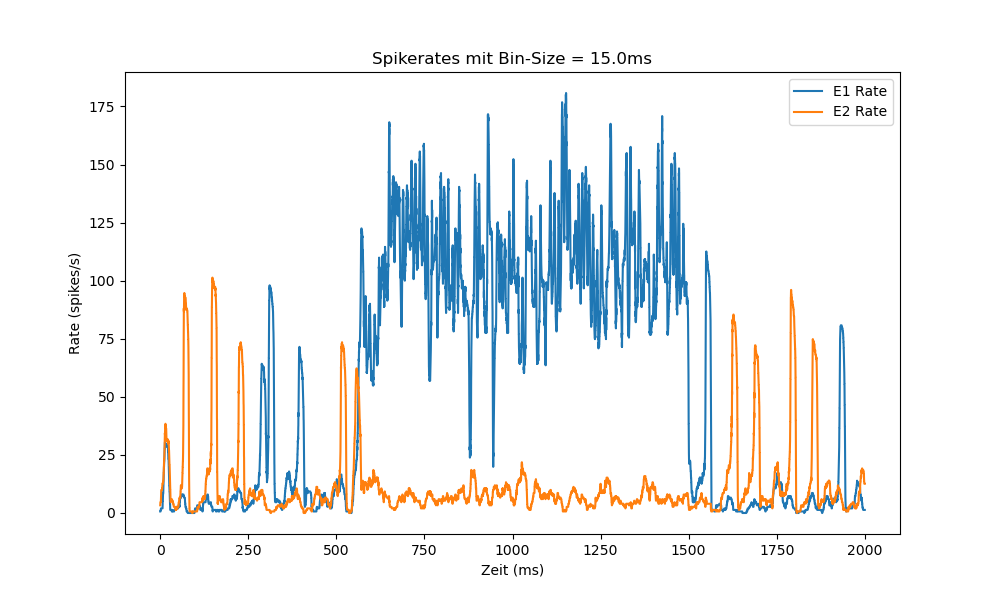 Spikerates mit Bin-Size = 15.0ms
E1 Rate
E2 Rate
Rate (spikes/s)
175
150
125
100
75
50
25
0
0 250 500 750 1000 1250 1500 1750 2000
Zeit (ms)